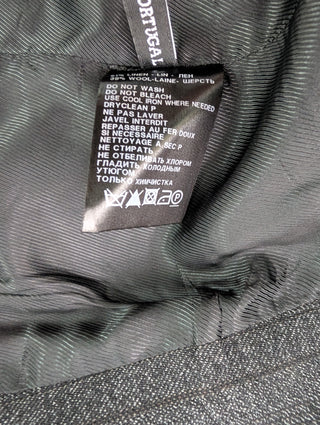 PORTUGAL
51% LINEN - LIN - ЛЕН
39% WOOL-LAINE- ШЕРСТЬ
DO NOT WASH
DO NOT BLEACH
USE COOL IRON WHERE NEEDED
DRYCLEAN P
NE PAS LAVER
JAVEL INTERDIT
REPASSER AU FER DOUX
SI NECESSAIRE
NETTOYAGE A SEC P
НЕ СТИРАТЬ
НЕ ОТБЕЛИВАТЬ ХЛОРОМ
ГЛАДИТЬ ХОЛОДНЫМ
УТЮГОМ
ТОЛЬКО ХИМЧИСТКА
P